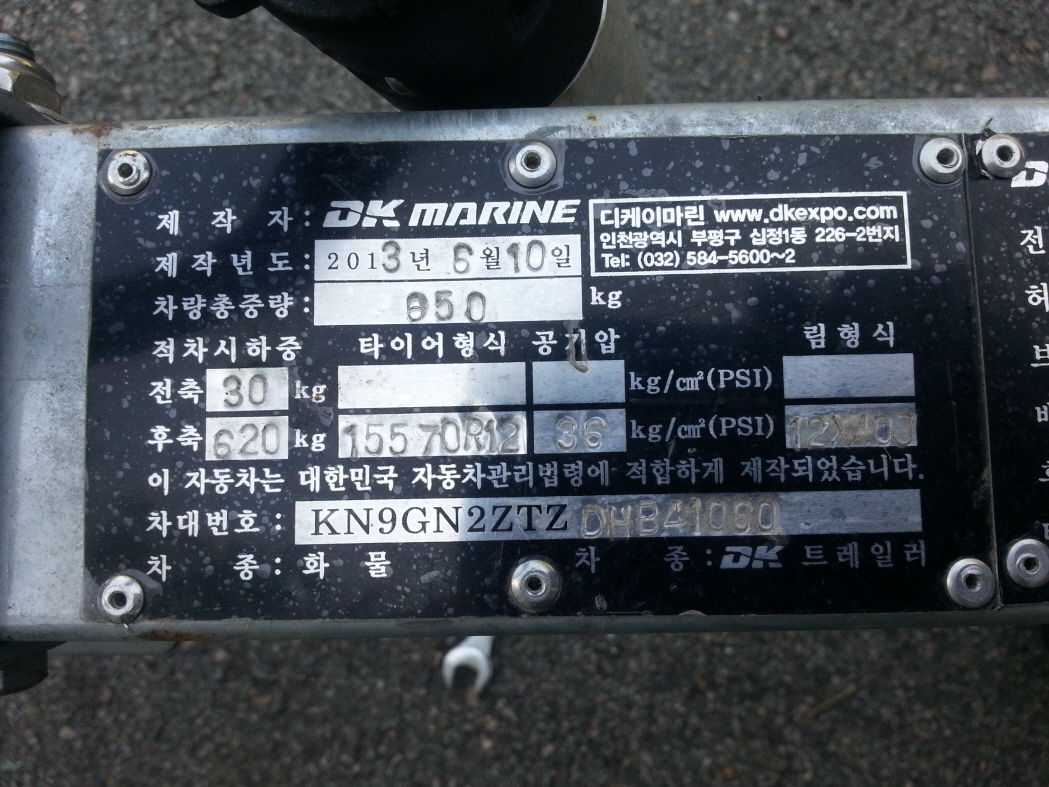 제 작 자 : DK MARINE
디케이마린 www.dkexpo.com
인천광역시 부평구 십정1동 226-2번지
Tel: (032) 584-5600~2
제 작 년 도 : 2013년 6월 10일
차량총중량 : 650 kg
적차시하중 타이어형식 공기압 림형식
전축 30 kg kg/cm²(PSI)
후축 620 kg 155 70R12 36 kg/cm²(PSI)
이 자동차는 대한민국 자동차관리법령에 적합하게 제작되었습니다.
차대번호 : KN9GN2ZTZ
차 종 : 화 물 차 종 : DK 트레일러
전
허